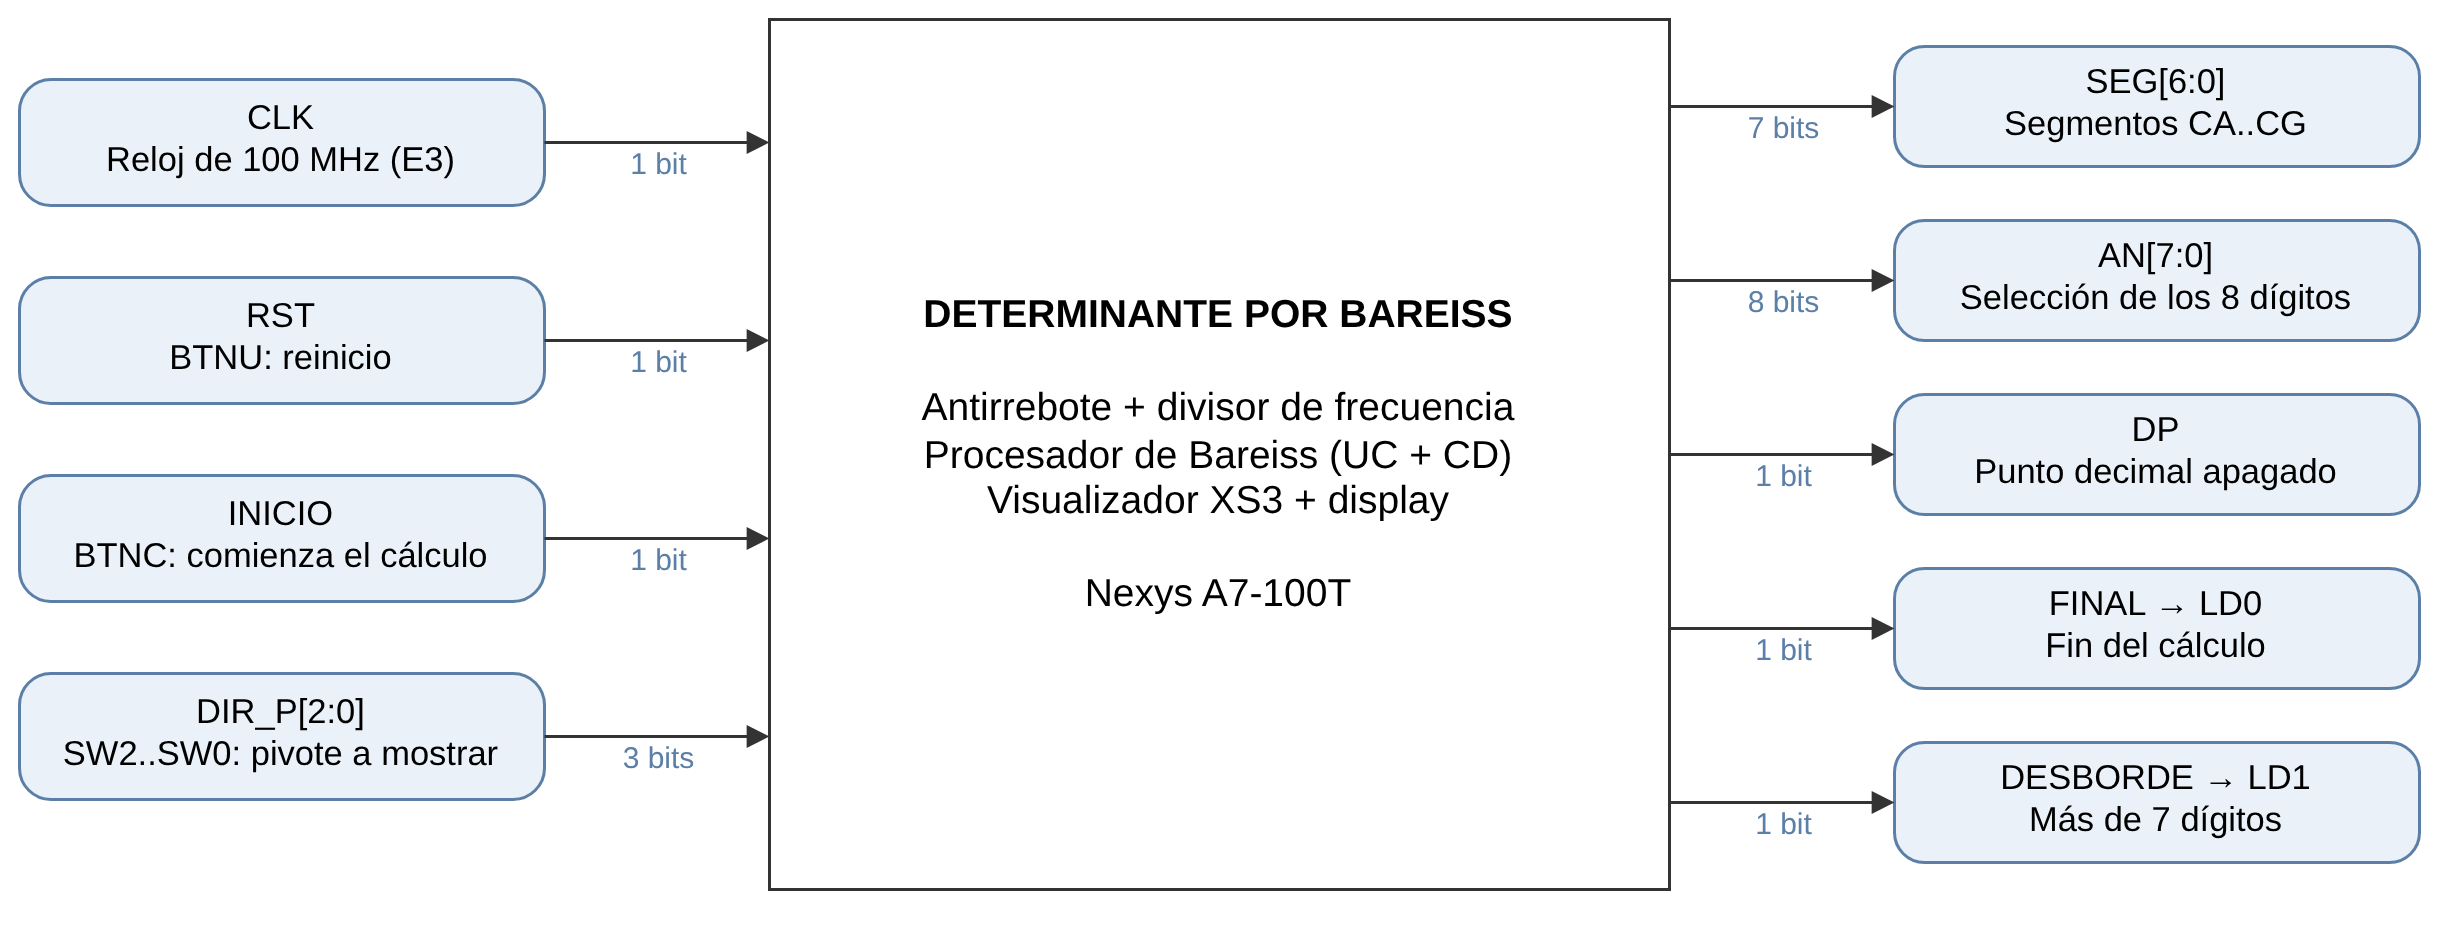 CLK
Reloj de 100 MHz (E3)
1 bit
RST
BTNU: reinicio
1 bit
INICIO
BTNC: comienza el cálculo
1 bit
DIR_P[2:0]
SW2..SW0: pivote a mostrar
3 bits
DETERMINANTE POR BAREISS
Antirrebote + divisor de frecuencia
Procesador de Bareiss (UC + CD)
Visualizador XS3 + display
Nexys A7-100T
7 bits
SEG[6:0]
Segmentos CA..CG
8 bits
AN[7:0]
Selección de los 8 dígitos
1 bit
DP
Punto decimal apagado
1 bit
FINAL → LD0
Fin del cálculo
1 bit
DESBORDE → LD1
Más de 7 dígitos